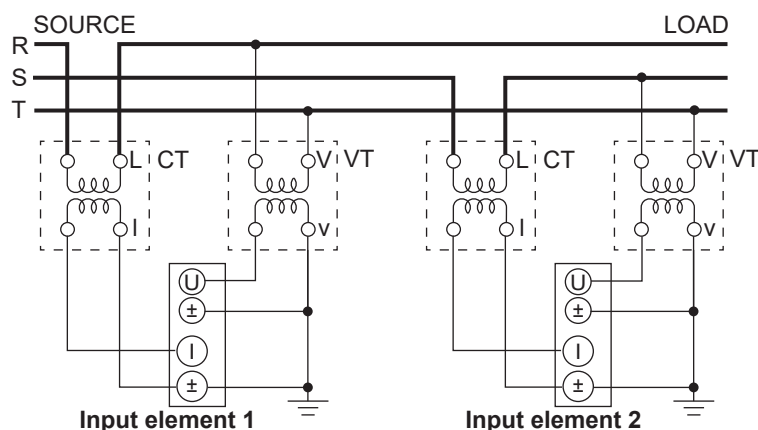 SOURCE LOAD
R
S
T
L CT V VT L CT V VT
l v l v
U U
± ±
I I
± ±
Input element 1 Input element 2